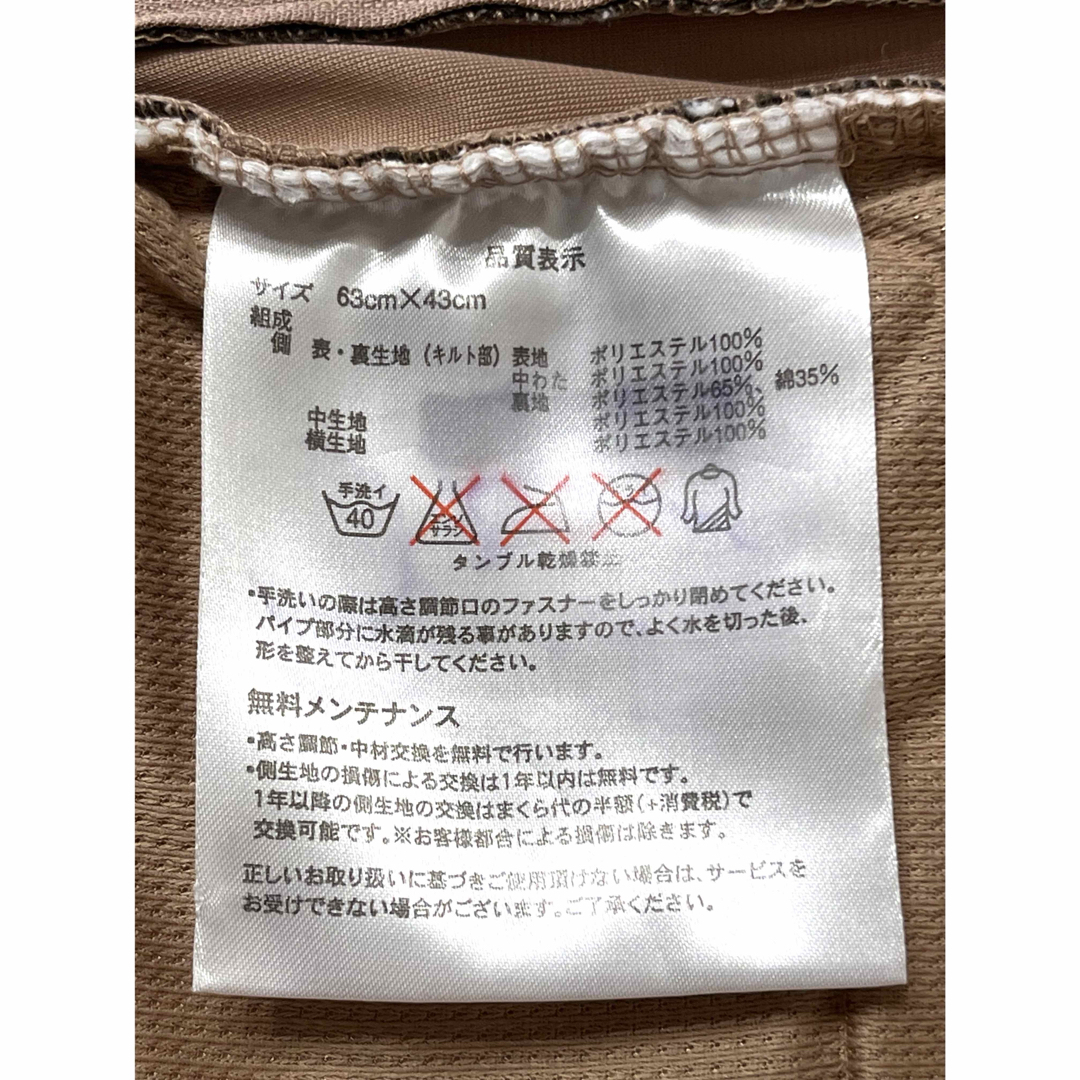 品質表示
サイズ 63cm×43cm
組成
側 表・裏生地（キルト部）表地 ポリエステル100%
中わた ポリエステル100%
裏地 ポリエステル65%、綿35%
中生地 ポリエステル100%
横生地 ポリエステル100%
手洗イ
40
エンソ
サラシ
タンブル乾燥禁止
・手洗いの際は高さ調節口のファスナーをしっかり閉めてください。
パイプ部分に水滴が残る事がありますので、よく水を切った後、
形を整えてから干してください。
無料メンテナンス
・高さ調節・中材交換を無料で行います。
・側生地の損傷による交換は1年以内は無料です。
1年以降の側生地の交換はまくら代の半額（+消費税）で
交換可能です。※お客様都合による損傷は除きます。
正しいお取り扱いに基づきご使用頂けない場合は、サービスを
お受けできない場合がございます。ご了承ください。